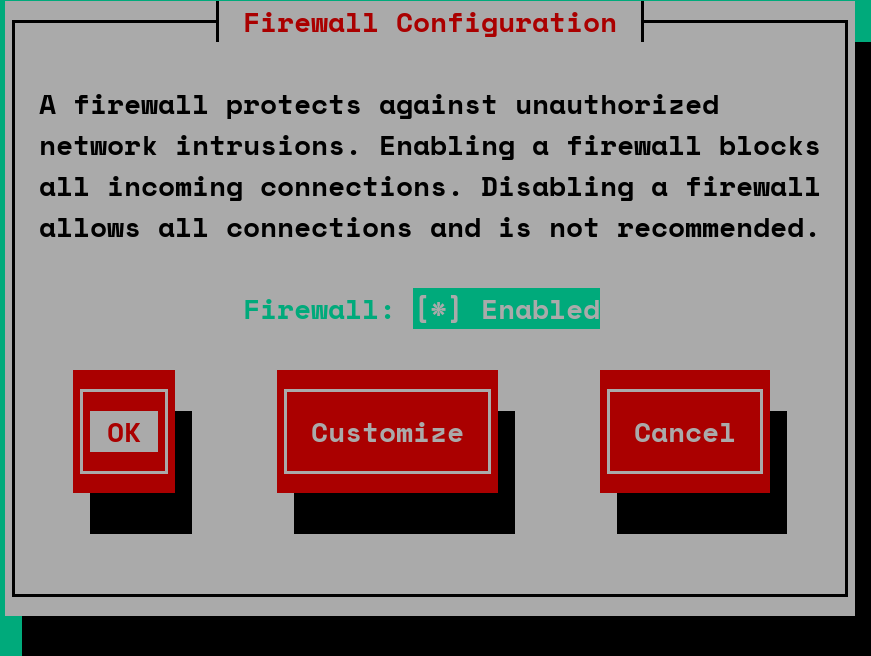 Firewall Configuration
A firewall protects against unauthorized
network intrusions. Enabling a firewall blocks
all incoming connections. Disabling a firewall
allows all connections and is not recommended.
Firewall: [*] Enabled
OK Customize Cancel